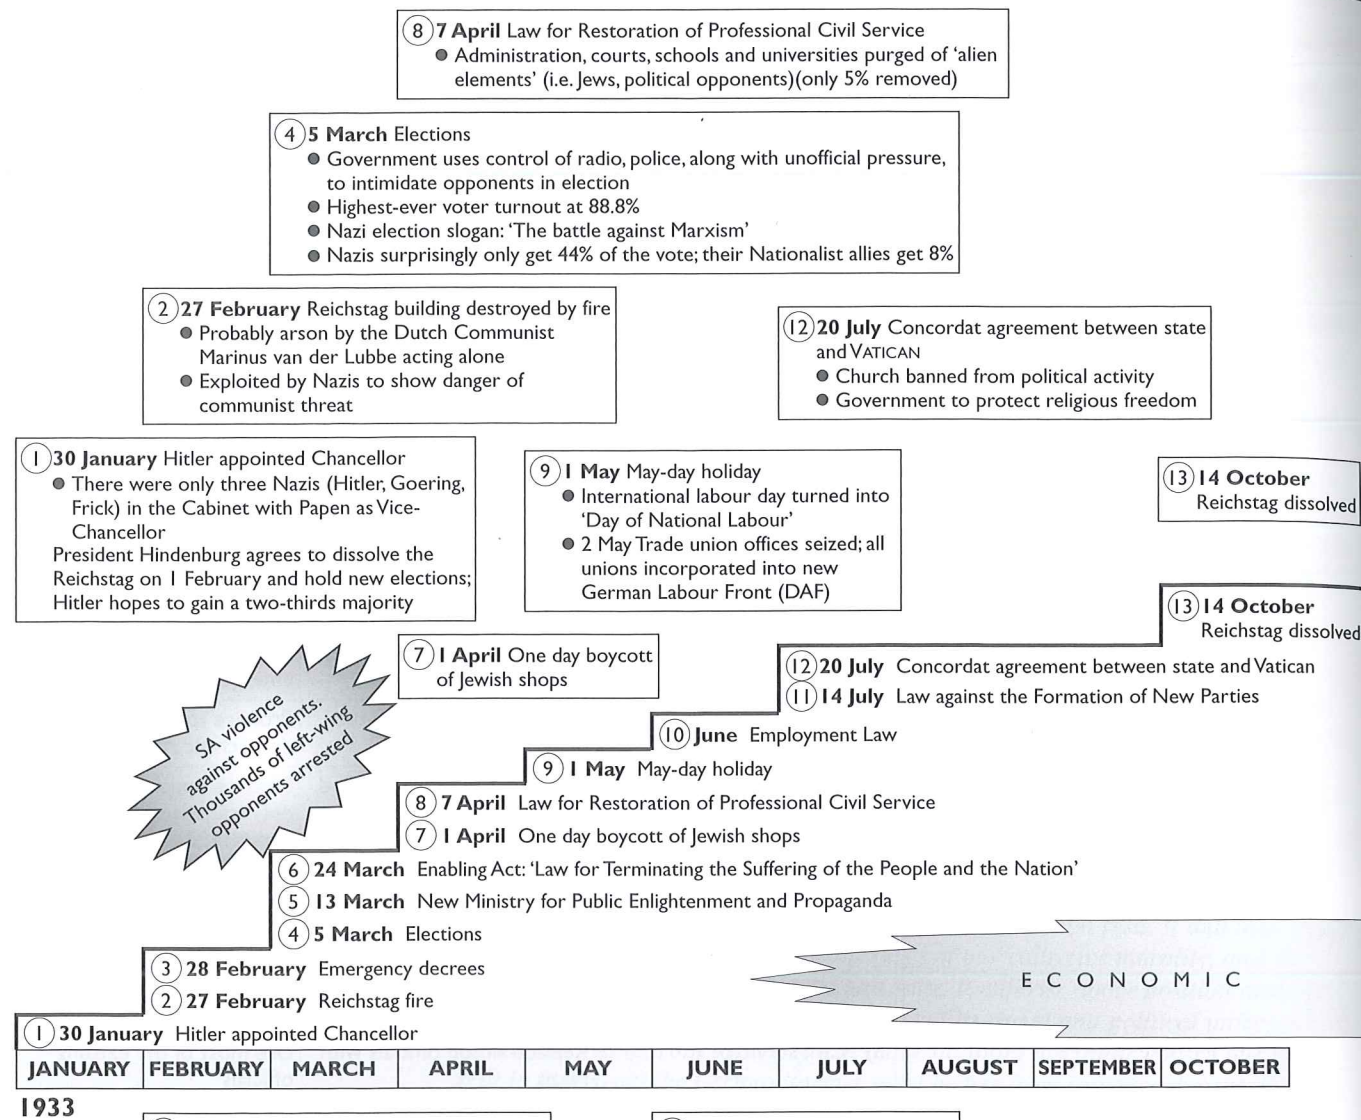 8 7 April Law for Restoration of Professional Civil Service
● Administration, courts, schools and universities purged of ‘alien
elements’ (i.e. Jews, political opponents)(only 5% removed)
4 5 March Elections
● Government uses control of radio, police, along with unofficial pressure,
to intimidate opponents in election
● Highest-ever voter turnout at 88.8%
● Nazi election slogan: ‘The battle against Marxism’
● Nazis surprisingly only get 44% of the vote; their Nationalist allies get 8%
2 27 February Reichstag building destroyed by fire
● Probably arson by the Dutch Communist
Marinus van der Lubbe acting alone
● Exploited by Nazis to show danger of
communist threat
12 20 July Concordat agreement between state
and VATICAN
● Church banned from political activity
● Government to protect religious freedom
1 30 January Hitler appointed Chancellor
● There were only three Nazis (Hitler, Goering,
Frick) in the Cabinet with Papen as Vice-
Chancellor
President Hindenburg agrees to dissolve the
Reichstag on 1 February and hold new elections;
Hitler hopes to gain a two-thirds majority
9 1 May May-day holiday
● International labour day turned into
‘Day of National Labour’
● 2 May Trade union offices seized; all
unions incorporated into new
German Labour Front (DAF)
13 14 October
Reichstag dissolved
13 14 October
Reichstag dissolved
7 1 April One day boycott
of Jewish shops
SA violence
against opponents.
Thousands of left-wing
opponents arrested
12 20 July Concordat agreement between state and Vatican
11 14 July Law against the Formation of New Parties
10 June Employment Law
9 1 May May-day holiday
8 7 April Law for Restoration of Professional Civil Service
7 1 April One day boycott of Jewish shops
6 24 March Enabling Act: ‘Law for Terminating the Suffering of the People and the Nation’
5 13 March New Ministry for Public Enlightenment and Propaganda
4 5 March Elections
3 28 February Emergency decrees
2 27 February Reichstag fire
1 30 January Hitler appointed Chancellor
ECONOMIC
JANUARY FEBRUARY MARCH APRIL MAY JUNE JULY AUGUST SEPTEMBER OCTOBER
1933